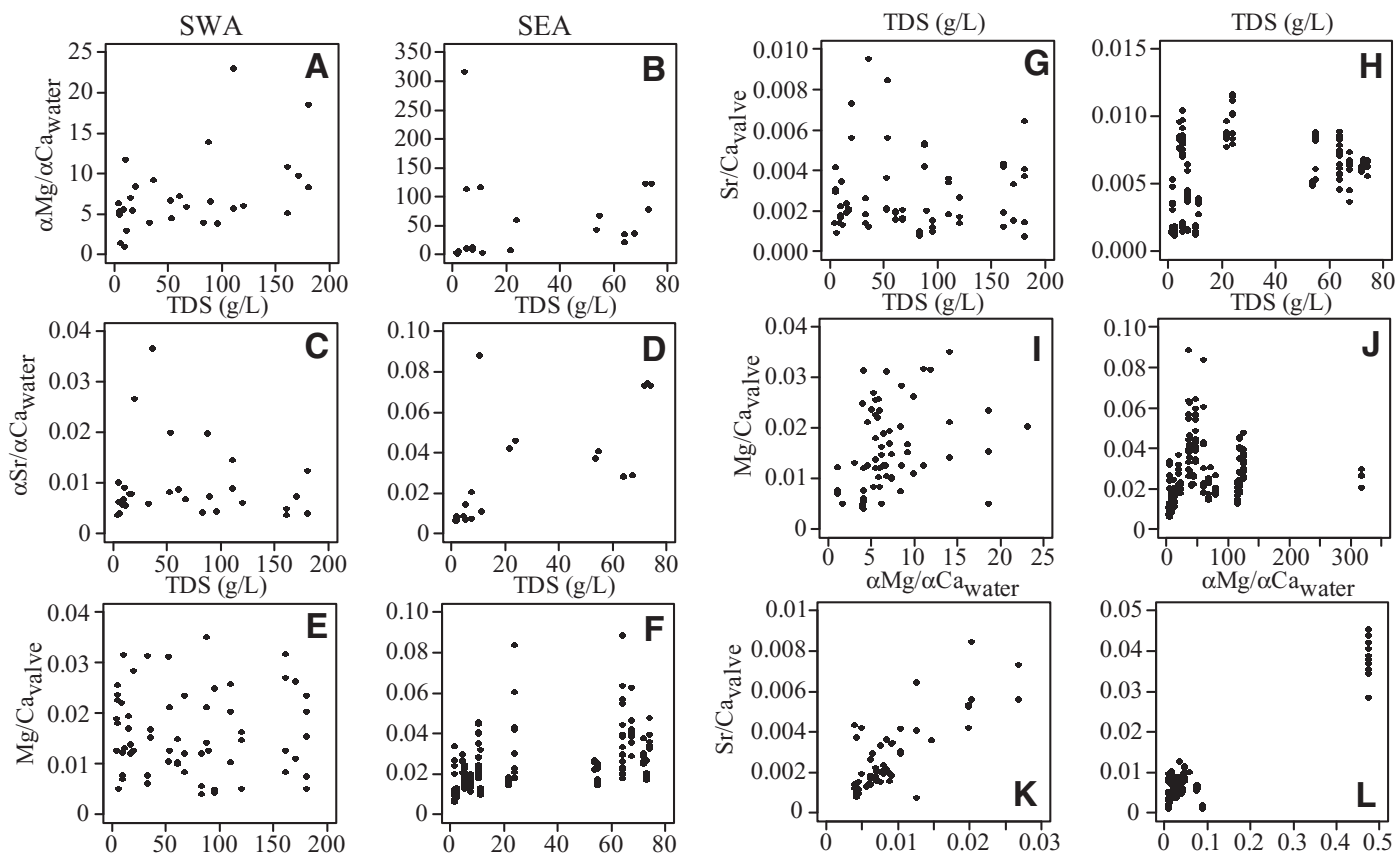 SWA
SEA
A
αMg/αCawater
25
20
15
10
5
0
0 50 100 150 200
TDS (g/L)
B
350
300
250
200
150
100
50
0
0 20 40 60 80
TDS (g/L)
C
αSr/αCawater
0.04
0.03
0.02
0.01
0
0 50 100 150 200
TDS (g/L)
D
0.10
0.08
0.06
0.04
0.02
0
0 20 40 60 80
TDS (g/L)
E
Mg/Cavalve
0.04
0.03
0.02
0.01
0
0 50 100 150 200
F
0.10
0.08
0.06
0.04
0.02
0
0 20 40 60 80
TDS (g/L)
TDS (g/L)
G
Sr/Cavalve
0.010
0.008
0.006
0.004
0.002
0.000
0 50 100 150 200
TDS (g/L)
H
0.015
0.010
0.005
0.000
0 20 40 60 80
TDS (g/L)
I
Mg/Cavalve
0.04
0.03
0.02
0.01
0
0 5 10 15 20 25
αMg/αCawater
J
0.10
0.08
0.06
0.04
0.02
0
0 100 200 300
αMg/αCawater
K
Sr/Cavalve
0.01
0.008
0.006
0.004
0.002
0
0 0.01 0.02 0.03
L
0.05
0.04
0.03
0.02
0.01
0
0 0.1 0.2 0.3 0.4 0.5